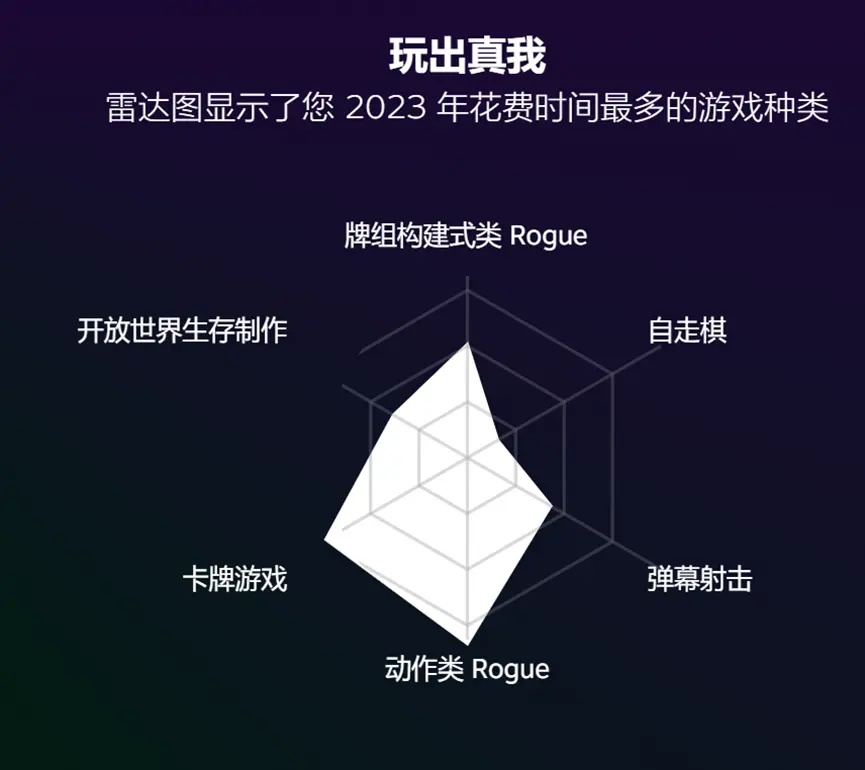 玩出真我
雷达图显示了您 2023 年花费时间最多的游戏种类
牌组构建式类 Rogue
开放世界生存制作
自走棋
卡牌游戏
弹幕射击
动作类 Rogue